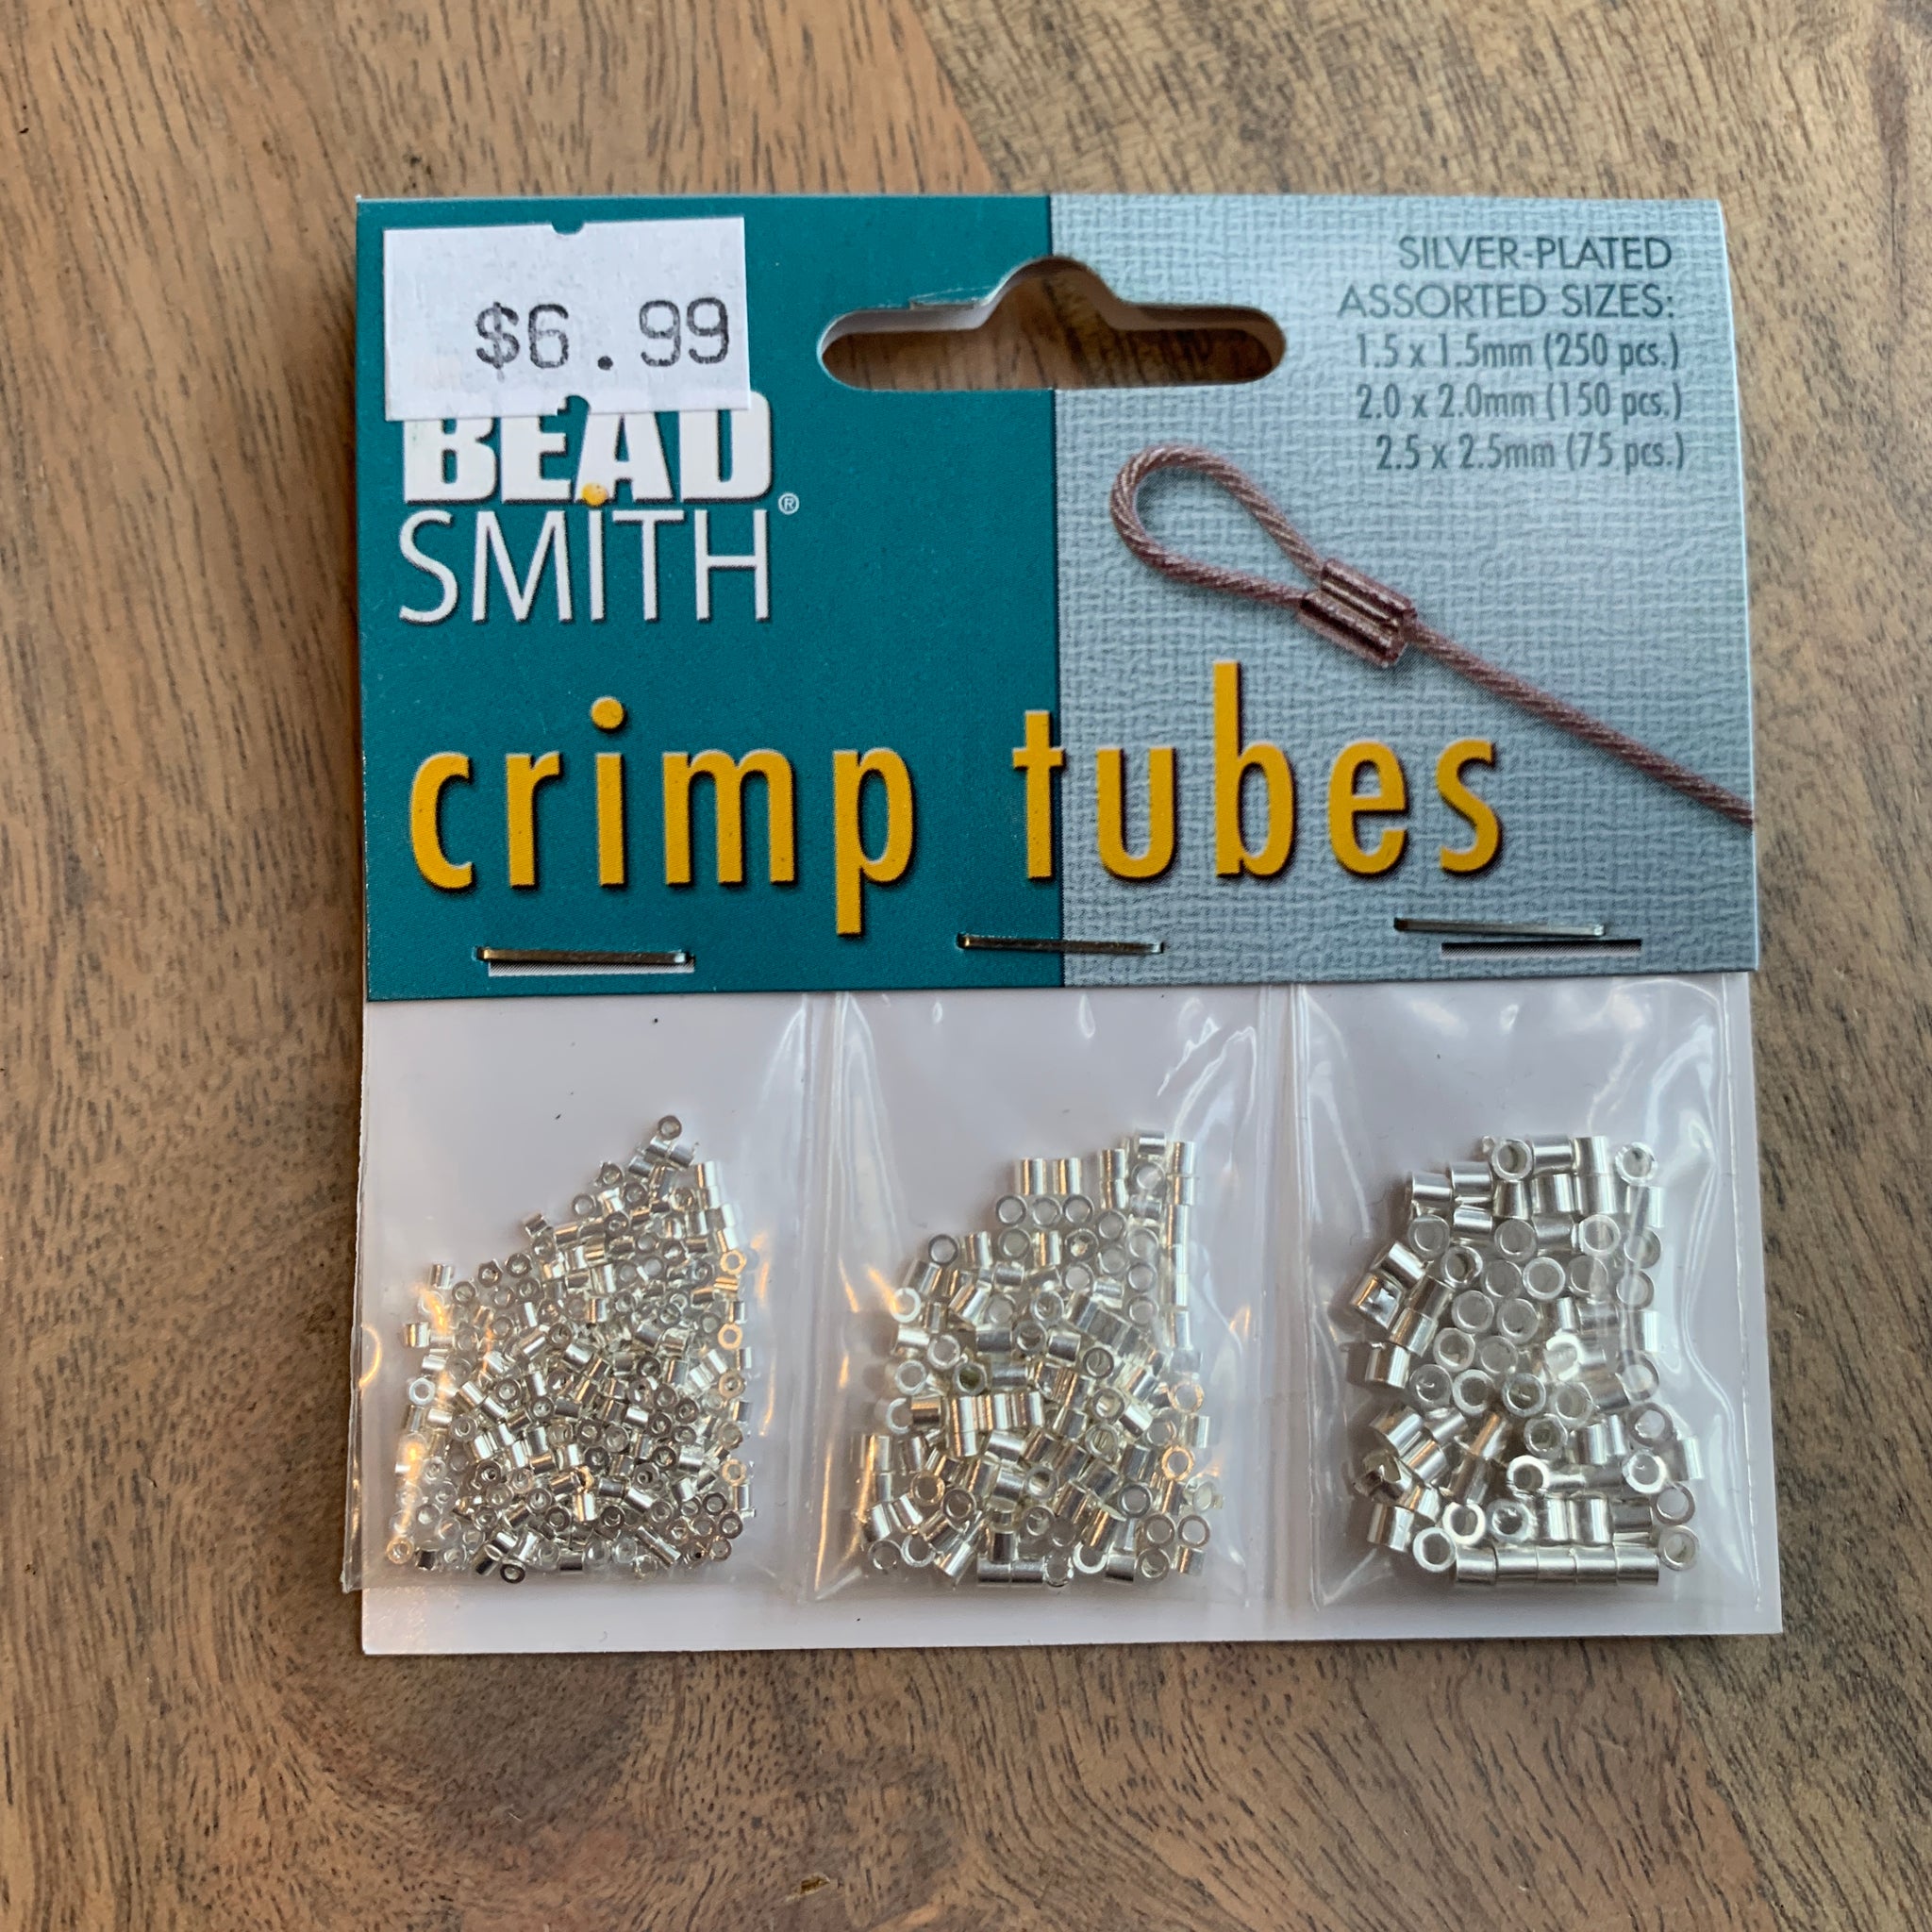 $6.99
BEAD
SMITH®
crimp tubes
SILVER-PLATED
ASSORTED SIZES:
1.5 x 1.5mm (250 pcs.)
2.0 x 2.0mm (150 pcs.)
2.5 x 2.5mm (75 pcs.)